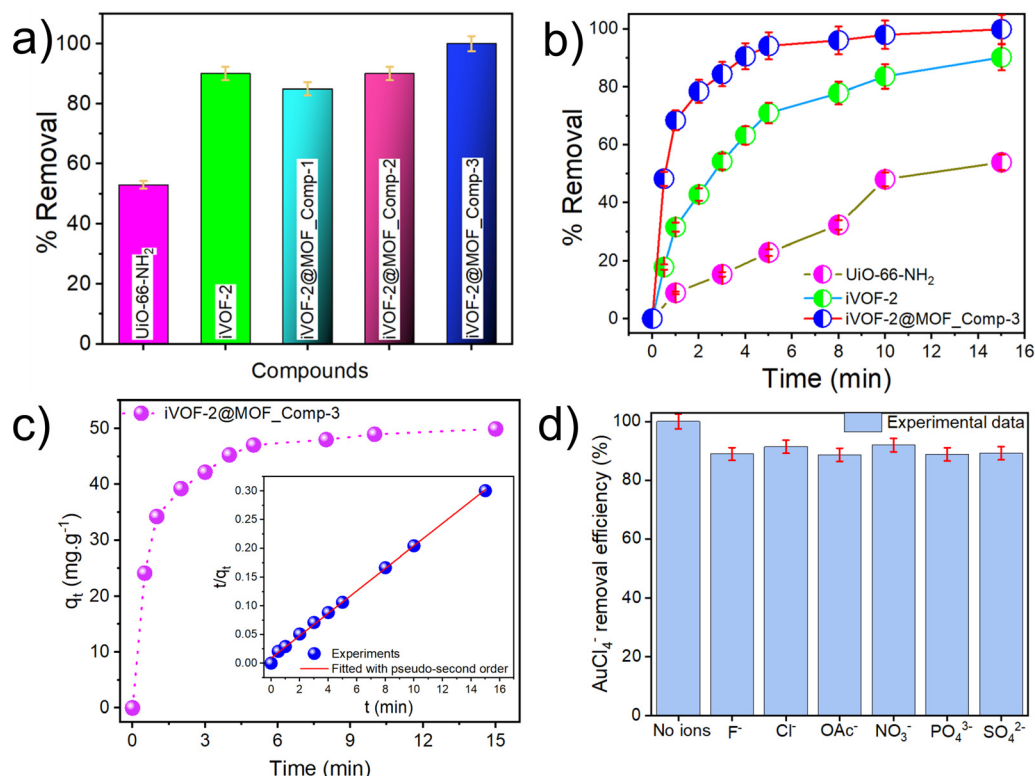 a)
% Removal
100
80
60
40
20
0
UiO-66-NH₂
iVOF-2
iVOF-2@MOF_Comp-1
iVOF-2@MOF_Comp-2
iVOF-2@MOF_Comp-3
Compounds
b)
% Removal
100
80
60
40
20
0
UiO-66-NH₂
iVOF-2
iVOF-2@MOF_Comp-3
0 2 4 6 8 10 12 14 16
Time (min)
c)
iVOF-2@MOF_Comp-3
qₜ (mg.g⁻¹)
50
40
30
20
10
0
t/qₜ
0.30
0.25
0.20
0.15
0.10
0.05
0.00
Experiments
Fitted with pseudo-second order
0 2 4 6 8 10 12 14 16
t (min)
0 3 6 9 12 15
Time (min)
d)
Experimental data
AuCl₄⁻ removal efficiency (%)
100
80
60
40
20
0
No ions F⁻ Cl⁻ OAc⁻ NO₃⁻ PO₄³⁻ SO₄²⁻